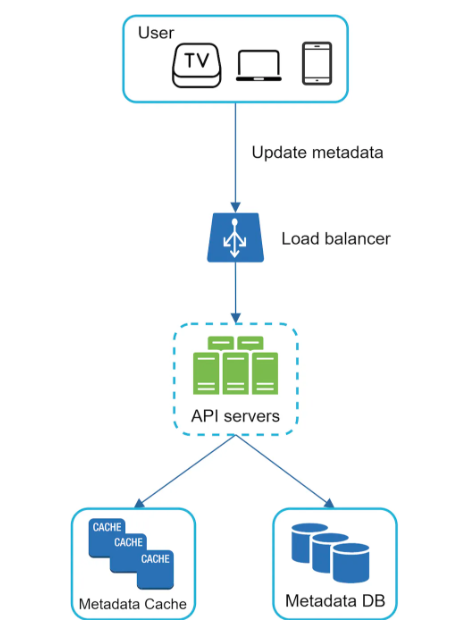 User
TV
Update metadata
Load balancer
API servers
CACHE
CACHE
CACHE
Metadata Cache
Metadata DB